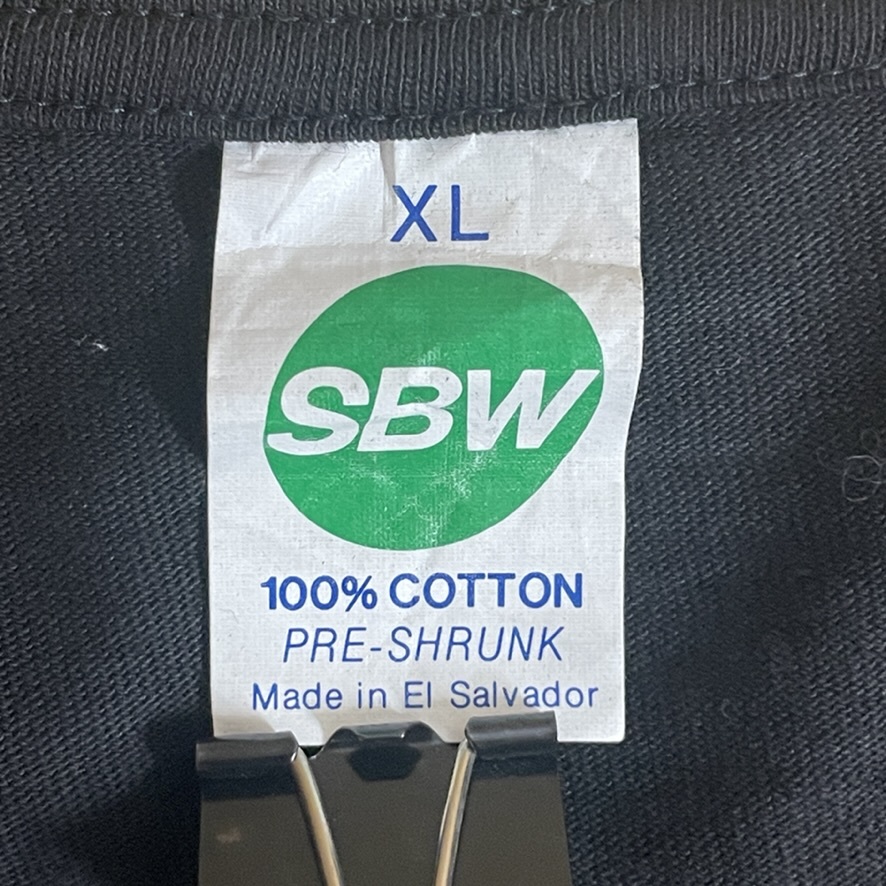 XL
SBW
100% COTTON
PRE-SHRUNK
Made in El Salvador